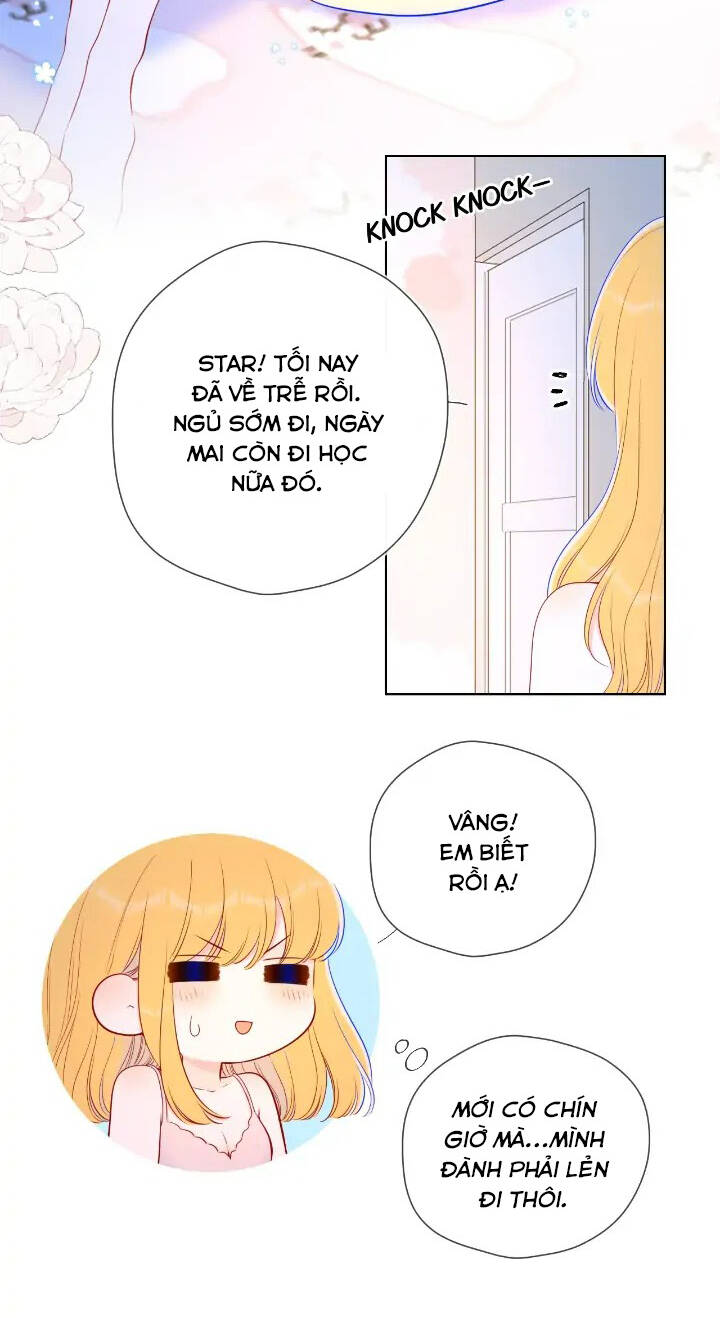 KNOCK KNOCK-
STAR! TỐI NAY
ĐÃ VỀ TRỄ RỒI.
NGỦ SỚM ĐI, NGÀY
MAI CÒN ĐI HỌC
NỮA ĐÓ.
VÂNG!
EM BIẾT
RỒI Ạ!
MỚI CÓ CHÍN
GIỜ MÀ...MÌNH
ĐÀNH PHẢI LẺN
ĐI THÔI.